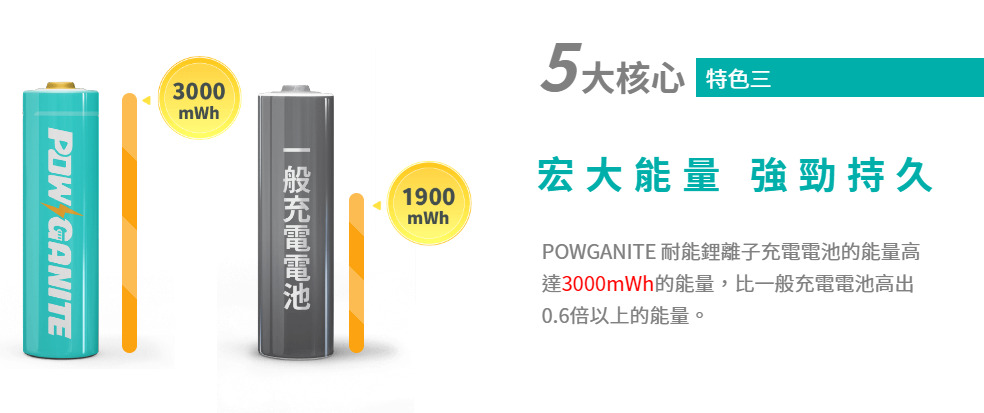 POWGANITE
3000
mWh
一般充電電池
1900
mWh
5大核心
特色三
宏大能量 強勁持久
POWGANITE 耐能鋰離子充電電池的能量高
達3000mWh的能量，比一般充電電池高出
0.6倍以上的能量。